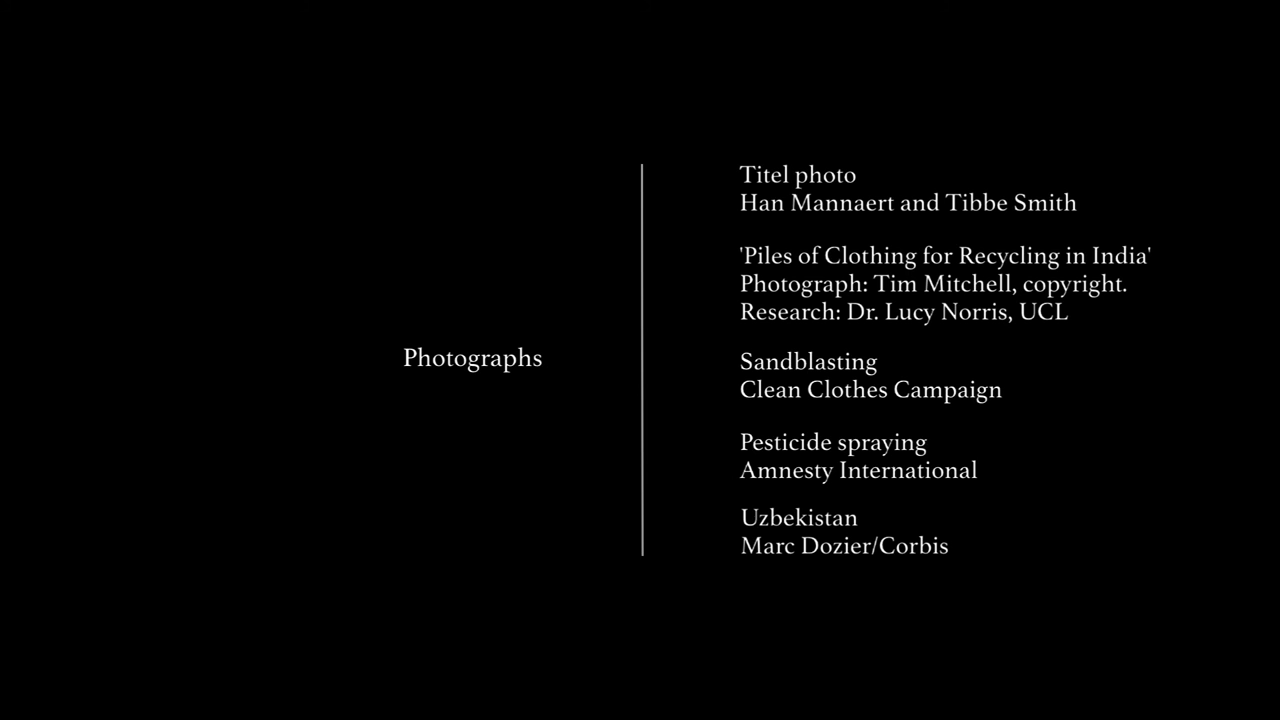 Photographs
Titel photo
Han Mannaert and Tibbe Smith
'Piles of Clothing for Recycling in India'
Photograph: Tim Mitchell, copyright.
Research: Dr. Lucy Norris, UCL
Sandblasting
Clean Clothes Campaign
Pesticide spraying
Amnesty International
Uzbekistan
Marc Dozier/Corbis